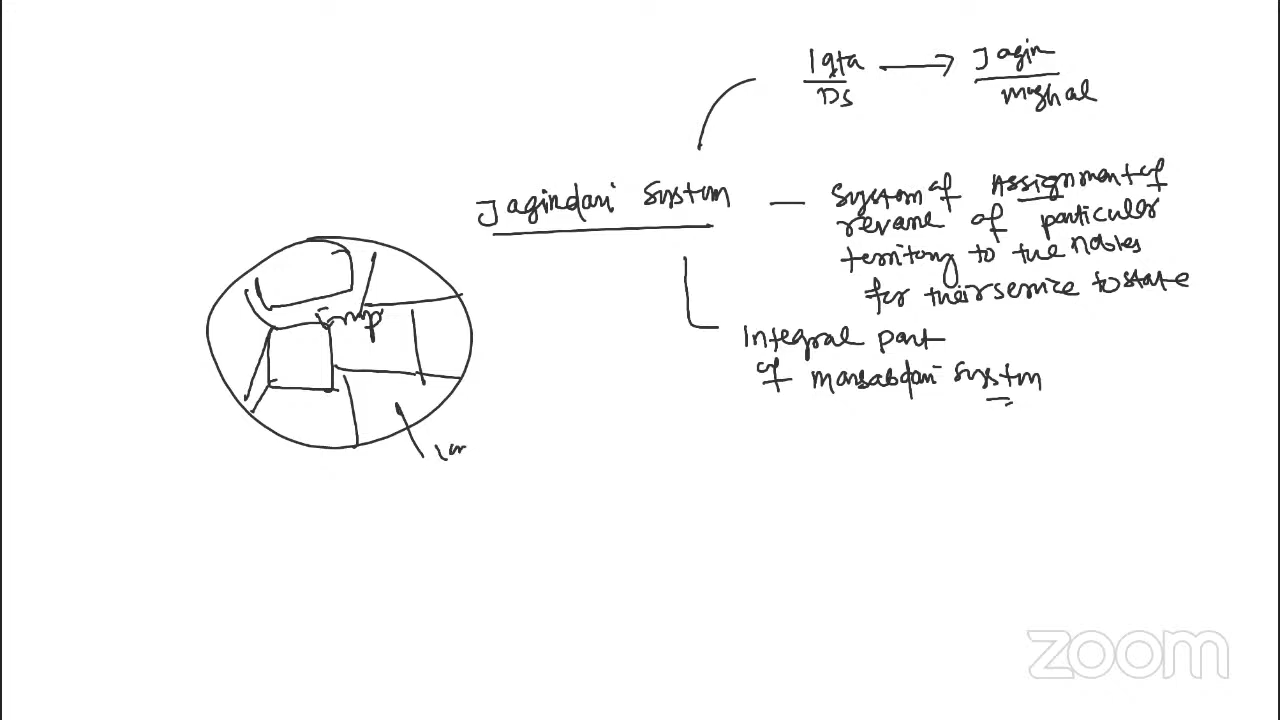 Iqta → Jagir
DS Mughal
Jagirdari System — System of Assignment of
revenue of particular
territory to the Nobles
for their service to state
Integral part
of Mansabdari System
Emp
zoom